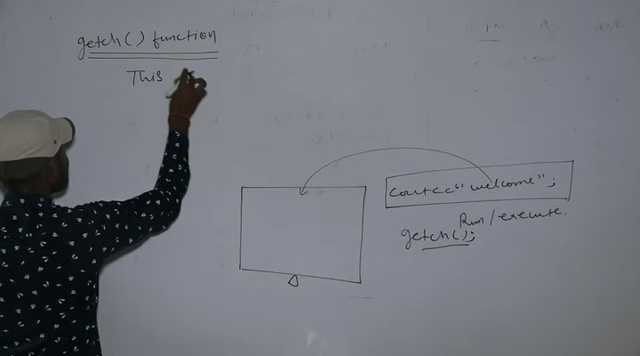 getch() function
This
cout<<"welcome";
Run/execute.
getch();